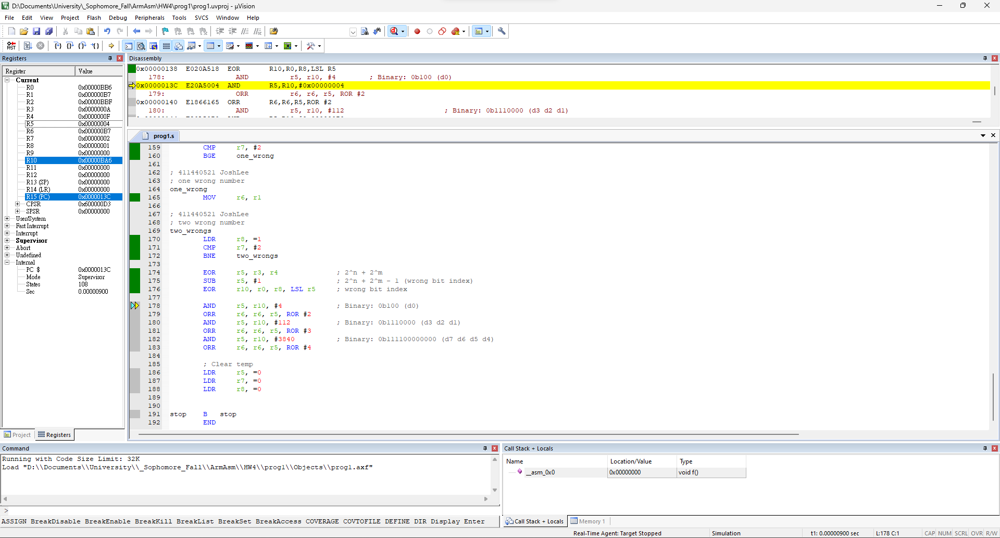 D:\Documents\University\_Sophomore_Fall\ArmAsm\HW4\prog1\prog1.uvproj - µVision
File Edit View Project Flash Debug Peripherals Tools SVCS Window Help
Registers
Register Value
Current
R0 0x00000BB6
R1 0x000000B7
R2 0x00000BBF
R3 0x0000000A
R4 0x0000000F
R5 0x00000004
R6 0x000000B7
R7 0x00000002
R8 0x00000001
R9 0x00000000
R10 0x00000BA6
R11 0x00000000
R12 0x00000000
R13 (SP) 0x00000000
R14 (LR) 0x00000000
R15 (PC) 0x0000013C
CPSR 0x600000D3
SPSR 0x00000000
User/System
Fast Interrupt
Interrupt
Supervisor
Abort
Undefined
Internal
PC $ 0x0000013C
Mode Supervisor
States 108
Sec 0.00000900
Project Registers
Disassembly
0x00000138 E020A518 EOR R10,R0,R8,LSL R5
178: AND r5, r10, #4 ; Binary: 0b100 (d0)
0x0000013C E20A5004 AND R5,R10,#0x00000004
179: ORR r6, r6, r5, ROR #2
0x00000140 E1866165 ORR R6,R6,R5,ROR #2
180: AND r5, r10, #112 ; Binary: 0b1110000 (d3 d2 d1)
prog1.s
159 CMP r7, #2
160 BGE one_wrong
161
162 ; 411440521 JoshLee
163 ; one wrong number
164 one_wrong
165 MOV r6, r1
166
167 ; 411440521 JoshLee
168 ; two wrong number
169 two_wrongs
170 LDR r8, =1
171 CMP r7, #2
172 BNE two_wrongs
173
174 EOR r5, r3, r4 ; 2^n + 2^m
175 SUB r5, #1 ; 2^n + 2^m - 1 (wrong bit index)
176 EOR r10, r0, r8, LSL r5 ; wrong bit index
177
178 AND r5, r10, #4 ; Binary: 0b100 (d0)
179 ORR r6, r6, r5, ROR #2
180 AND r5, r10, #112 ; Binary: 0b1110000 (d3 d2 d1)
181 ORR r6, r6, r5, ROR #3
182 AND r5, r10, #3840 ; Binary: 0b111100000000 (d7 d6 d5 d4)
183 ORR r6, r6, r5, ROR #4
184
185 ; Clear temp
186 LDR r5, =0
187 LDR r7, =0
188 LDR r8, =0
189
190
191 stop B stop
192 END
Command
Running with Code Size Limit: 32K
Load "D:\\Documents\\University\\_Sophomore_Fall\\ArmAsm\\HW4\\prog1\\Objects\\prog1.axf"
>
ASSIGN BreakDisable BreakEnable BreakKill BreakList BreakSet BreakAccess COVERAGE COVTOFILE DEFINE DIR Display Enter
Call Stack + Locals
Name Location/Value Type
__asm_0x0 0x00000000 void f()
Call Stack + Locals Memory 1
Real-Time Agent: Target Stopped Simulation t1: 0.00000900 sec L:178 C:1 CAP NUM SCRL OVR R/W